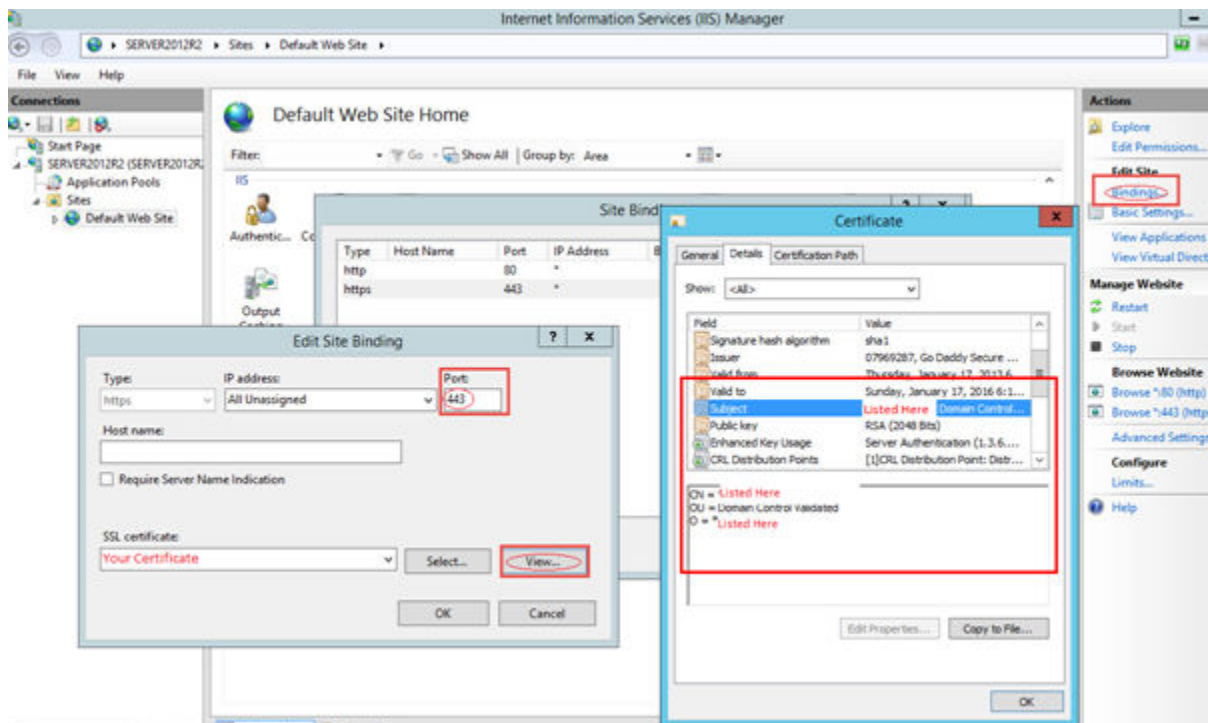 Internet Information Services (IIS) Manager
SERVER2012R2 Sites Default Web Site
File View Help
Connections
Start Page
SERVER2012R2 (SERVER2012R
Application Pools
Sites
Default Web Site
Default Web Site Home
Filter: Go Show All Group by: Area
IIS
Authentic... Co
Output
Caching
Site Bind
Type Host Name Port IP Address B
http 80 *
https 443 *
Edit Site Binding
? x
Type: IP address: Port:
https All Unassigned 443
Host name:
Require Server Name Indication
SSL certificate:
Your Certificate Select... View...
OK Cancel
Certificate
x
General Details Certification Path
Show: <All>
Field Value
Signature hash algorithm sha1
Issuer 07969287, Go Daddy Secure ...
Valid from Thursday, January 17, 2013 6...
Valid to Sunday, January 17, 2016 6:1...
Subject Listed Here Domain Control...
Public key RSA (2048 Bits)
Enhanced Key Usage Server Authentication (1.3.6....
CRL Distribution Points [1]CRL Distribution Point: Distr...
CN = Listed Here
OU = Domain Control Validated
O = *Listed Here
Edit Properties... Copy to File...
OK
Actions
Explore
Edit Permissions...
Edit Site
Bindings...
Basic Settings...
View Applications
View Virtual Direct
Manage Website
Restart
Start
Stop
Browse Website
Browse *:80 (http)
Browse *:443 (http
Advanced Settings
Configure
Limits...
Help